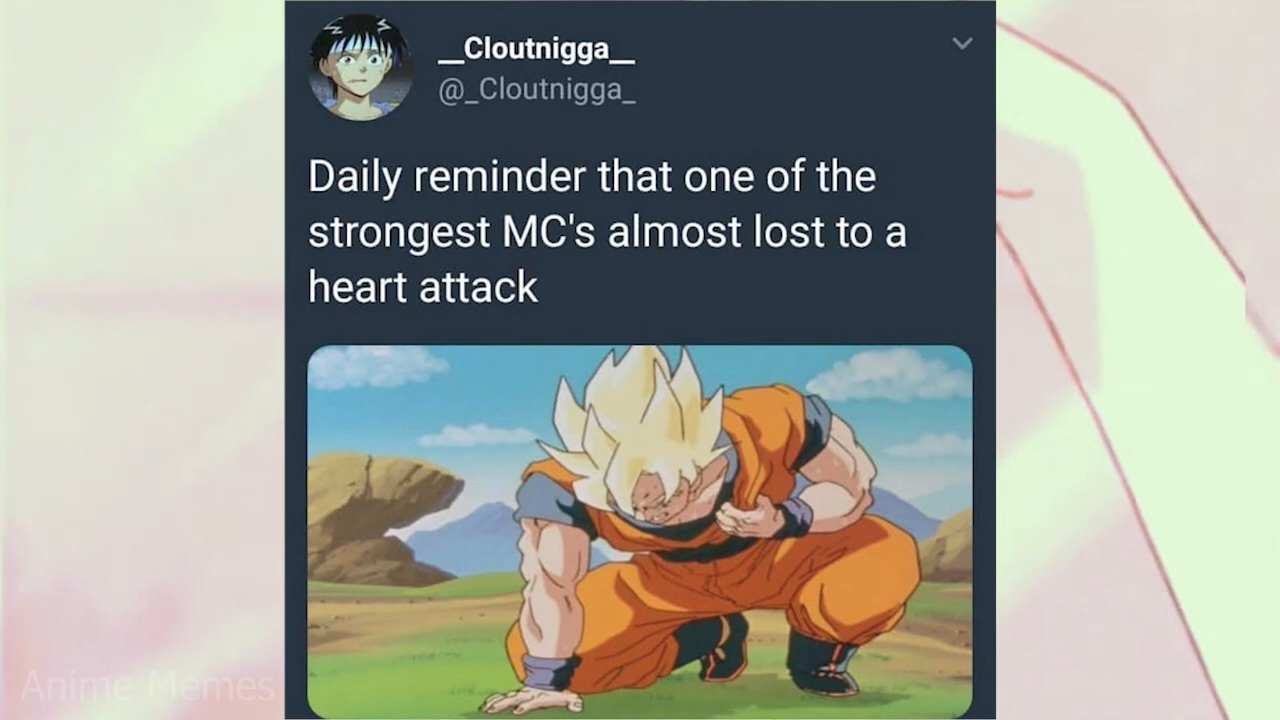 __Cloutnigga__
@_Cloutnigga_
Daily reminder that one of the
strongest MC's almost lost to a
heart attack
Anime Memes